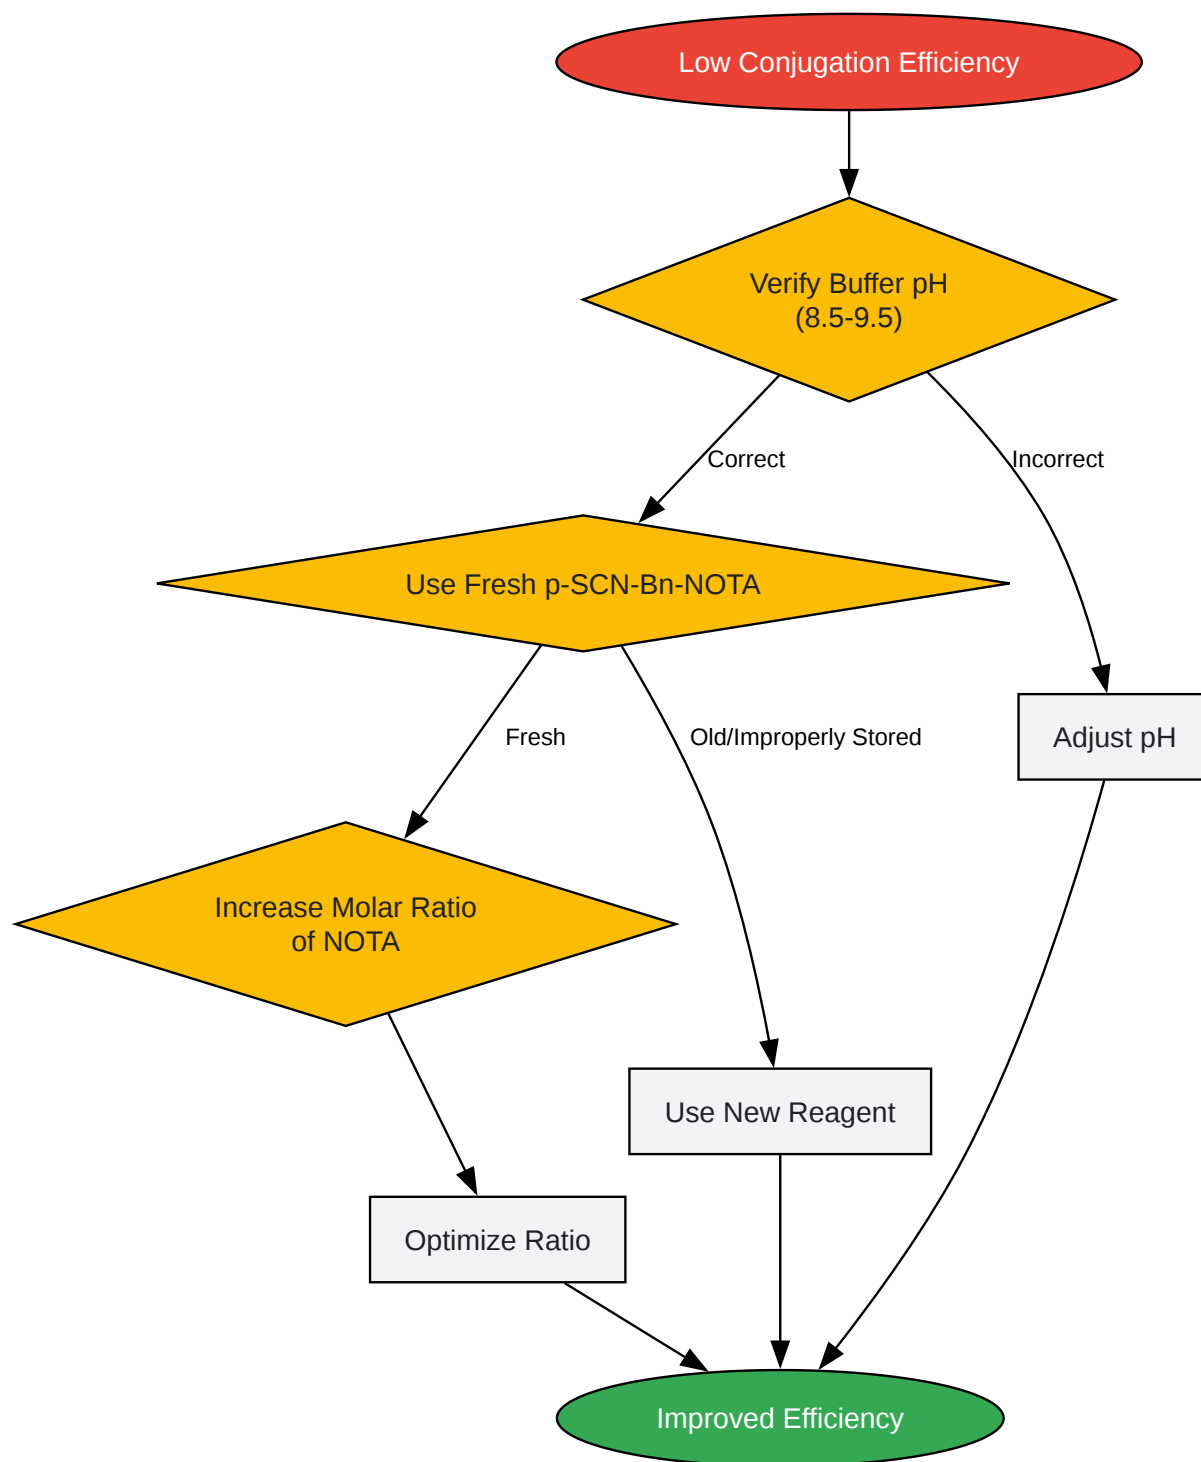 Low Conjugation Efficiency
Verify Buffer pH
(8.5-9.5)
Correct
Incorrect
Use Fresh p-SCN-Bn-NOTA
Fresh
Old/Improperly Stored
Adjust pH
Increase Molar Ratio
of NOTA
Use New Reagent
Optimize Ratio
Improved Efficiency